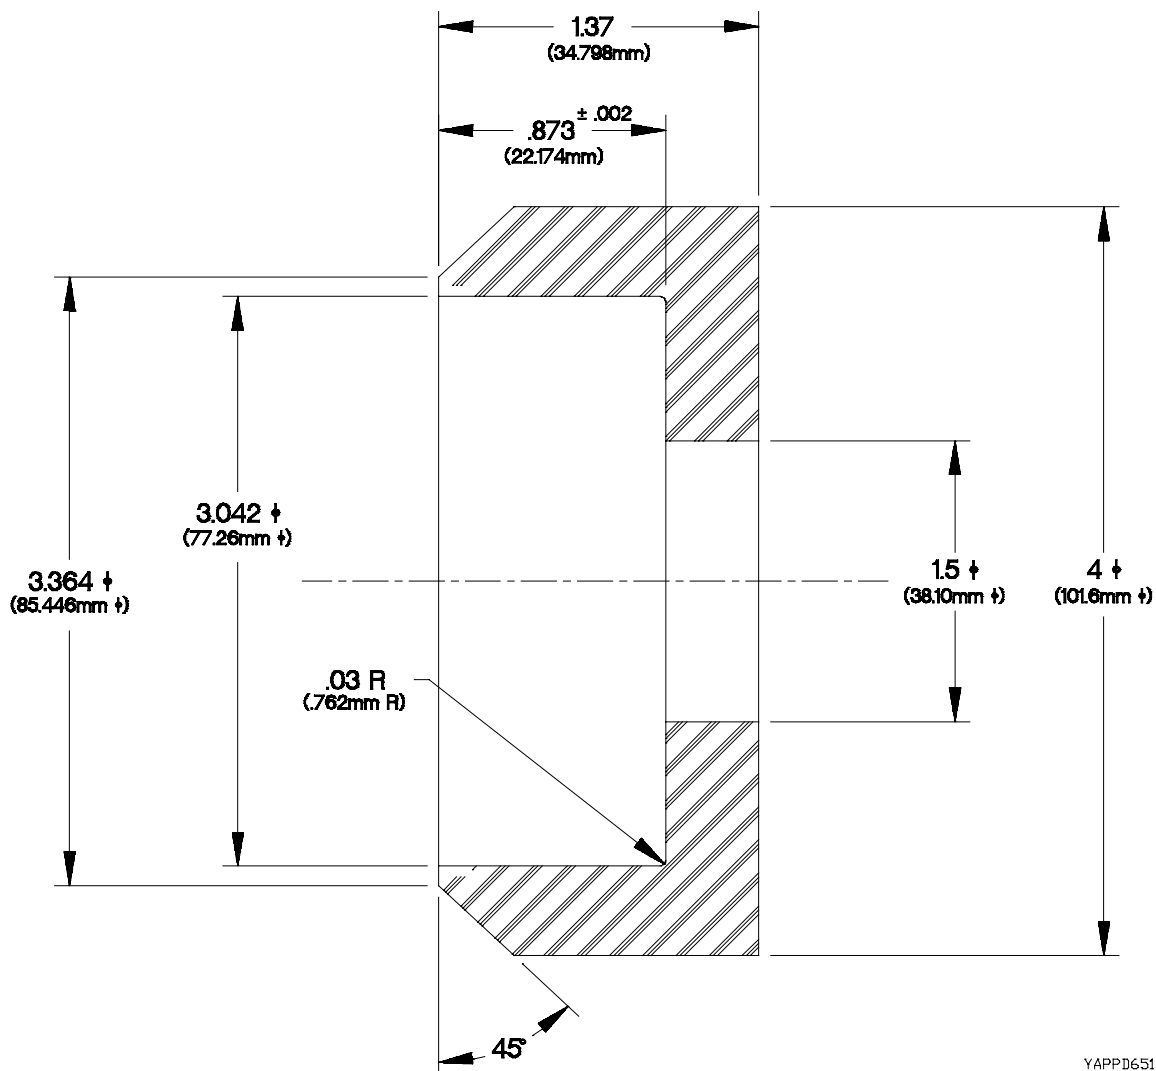 1.37
(34.798mm)
.873 ± .002
(22.174mm)
3.042 ⌀
(77.26mm ⌀)
3.364 ⌀
(85.446mm ⌀)
1.5 ⌀
(38.10mm ⌀)
4 ⌀
(101.6mm ⌀)
.03 R
(.762mm R)
45°
YAPPD651